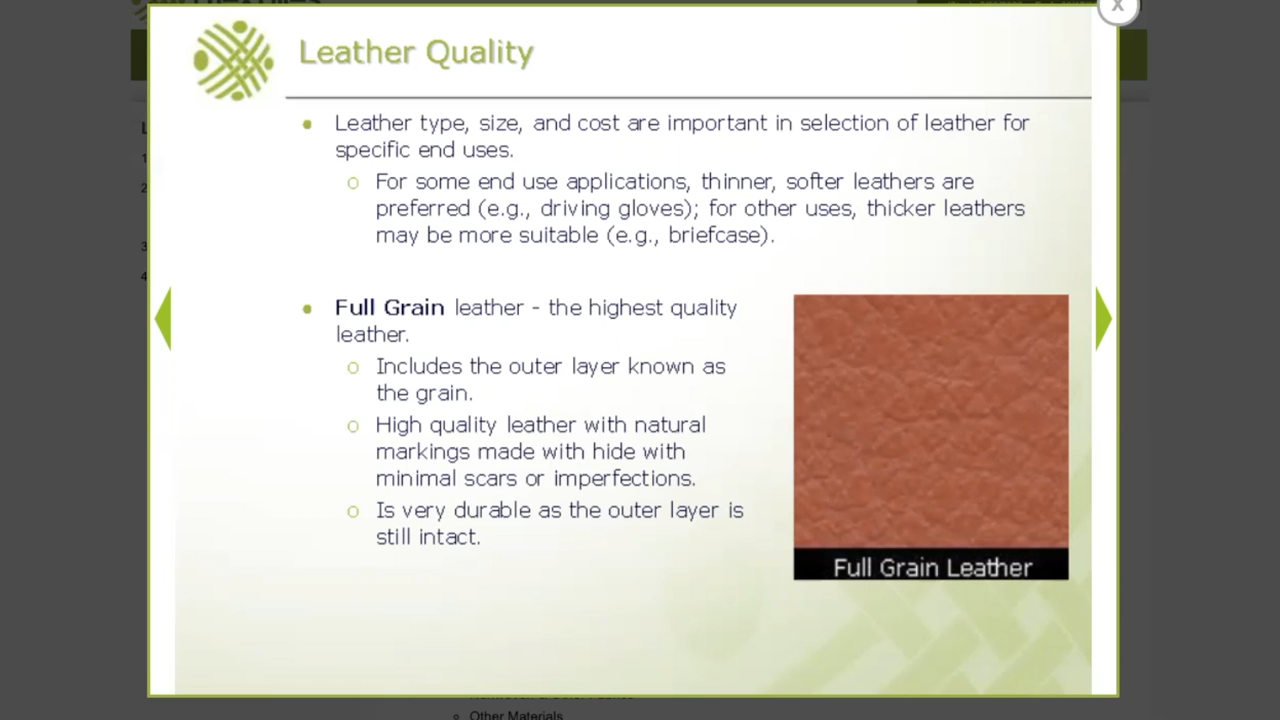 x
Leather Quality
Leather type, size, and cost are important in selection of leather for
specific end uses.
For some end use applications, thinner, softer leathers are
preferred (e.g., driving gloves); for other uses, thicker leathers
may be more suitable (e.g., briefcase).
Full Grain leather - the highest quality
leather.
Includes the outer layer known as
the grain.
High quality leather with natural
markings made with hide with
minimal scars or imperfections.
Is very durable as the outer layer is
still intact.
Full Grain Leather
Other Materials